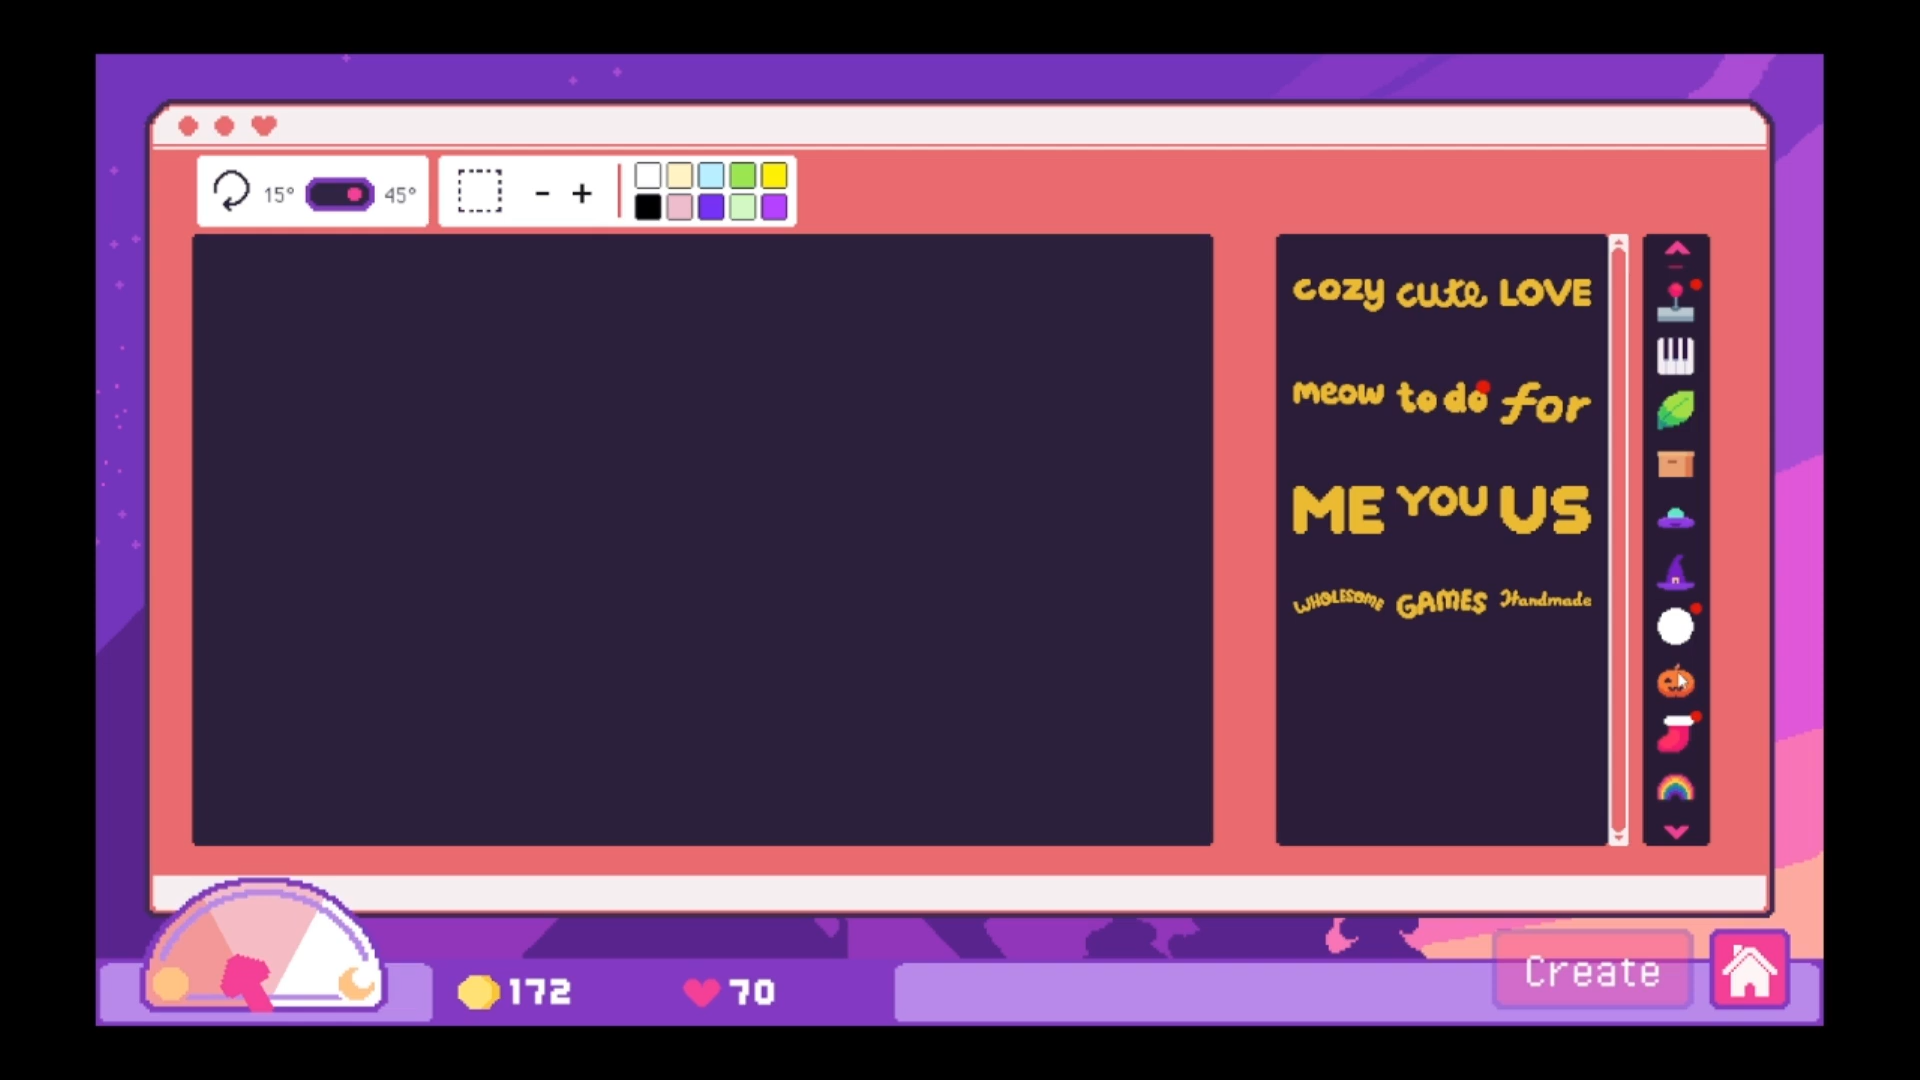 15° 45° - +
cozy cute LOVE
meow to do for
ME YOU US
WHOLESOME GAMES Handmade
172 70
Create